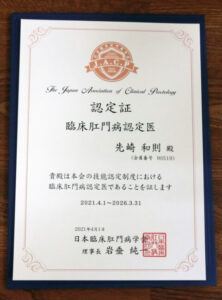 J.A.C.P
The Japan Association of Clinical Proctology
認定証
臨床肛門病認定医
先崎 和則 殿
貴殿は本会の技能認定制度における
臨床肛門病認定医であることを証します
2021.4.1~2026.3.31
2021年4月1日
日本臨床肛門病学会
理事長 岩垂 純一